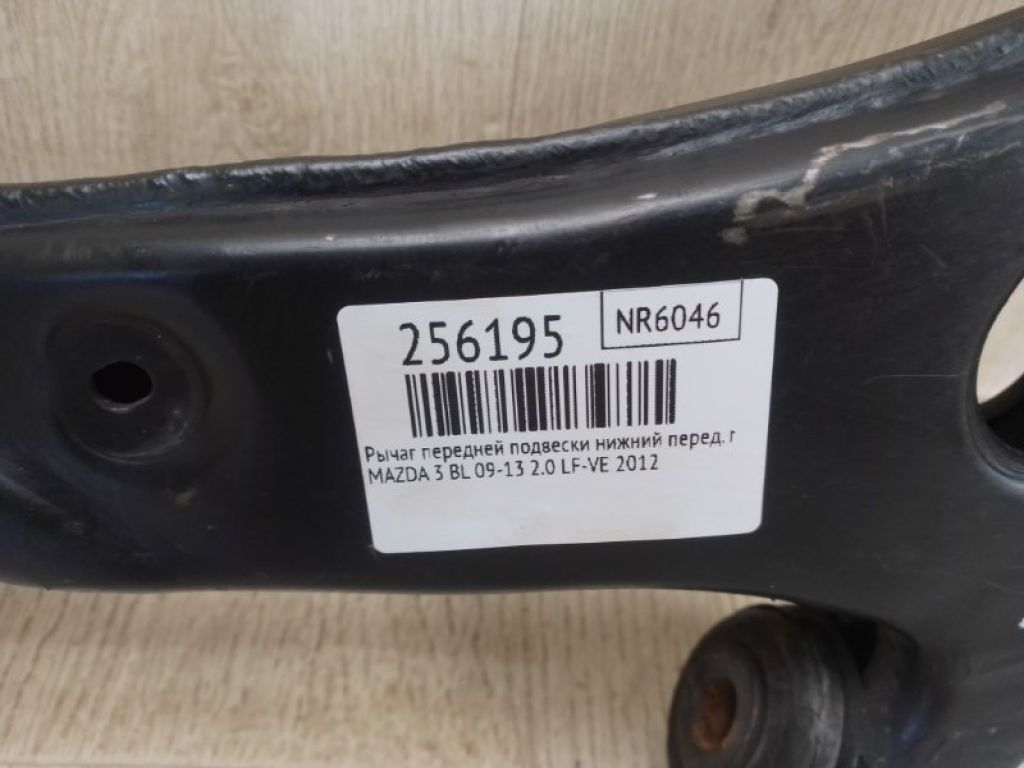 256195
NR6046
Рычаг передней подвески нижний перед. г
MAZDA 3 BL 09-13 2.0 LF-VE 2012